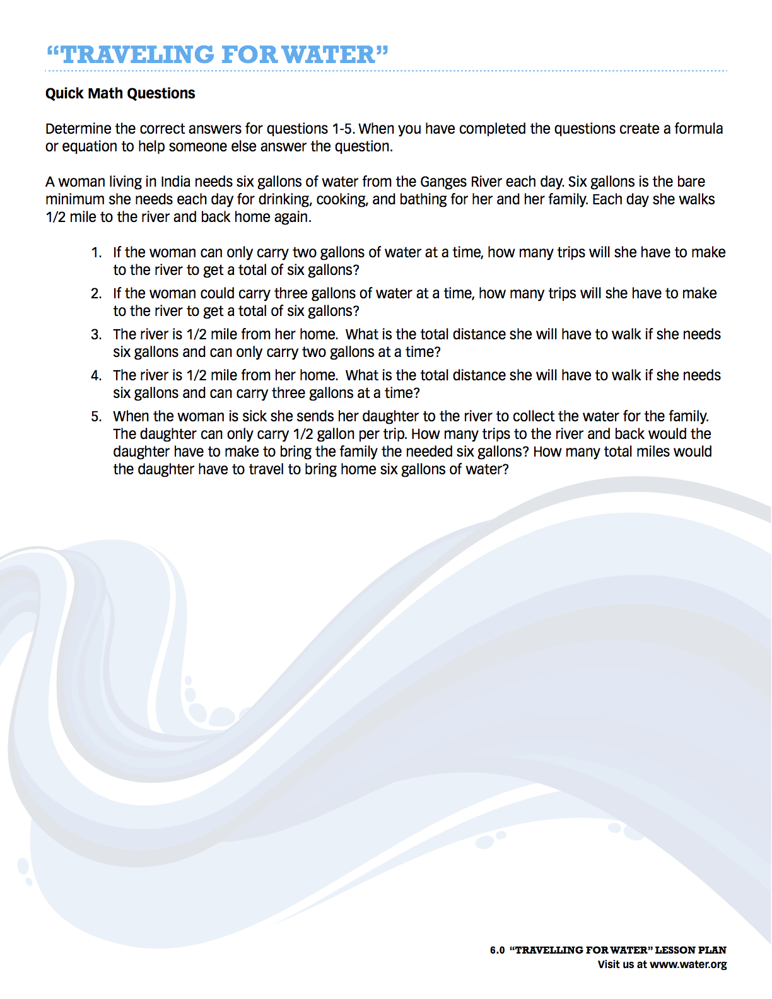 “TRAVELING FOR WATER”
Quick Math Questions
Determine the correct answers for questions 1-5. When you have completed the questions create a formula
or equation to help someone else answer the question.
A woman living in India needs six gallons of water from the Ganges River each day. Six gallons is the bare
minimum she needs each day for drinking, cooking, and bathing for her and her family. Each day she walks
1/2 mile to the river and back home again.
1. If the woman can only carry two gallons of water at a time, how many trips will she have to make
to the river to get a total of six gallons?
2. If the woman could carry three gallons of water at a time, how many trips will she have to make
to the river to get a total of six gallons?
3. The river is 1/2 mile from her home. What is the total distance she will have to walk if she needs
six gallons and can only carry two gallons at a time?
4. The river is 1/2 mile from her home. What is the total distance she will have to walk if she needs
six gallons and can carry three gallons at a time?
5. When the woman is sick she sends her daughter to the river to collect the water for the family.
The daughter can only carry 1/2 gallon per trip. How many trips to the river and back would the
daughter have to make to bring the family the needed six gallons? How many total miles would
the daughter have to travel to bring home six gallons of water?
6.0 “TRAVELLING FOR WATER” LESSON PLAN
Visit us at www.water.org